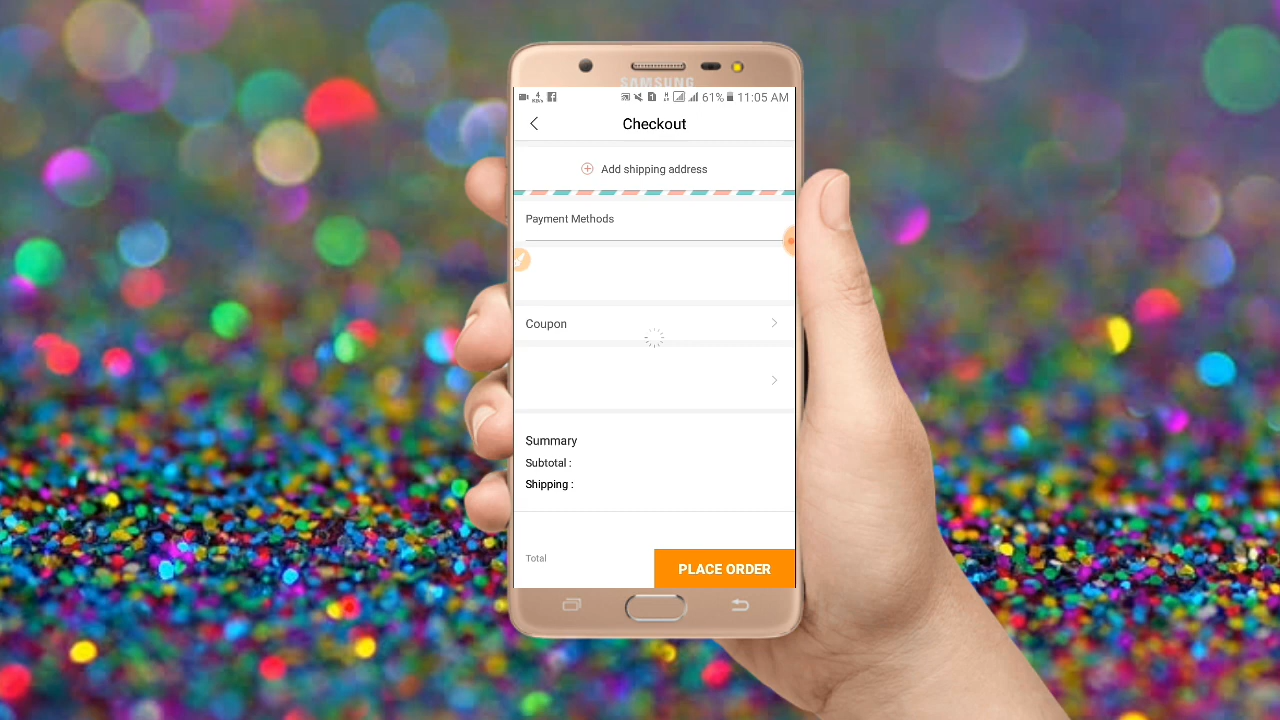 SAMSUNG
61% 11:05 AM
Checkout
Add shipping address
Payment Methods
Coupon
Summary
Subtotal :
Shipping :
Total
PLACE ORDER